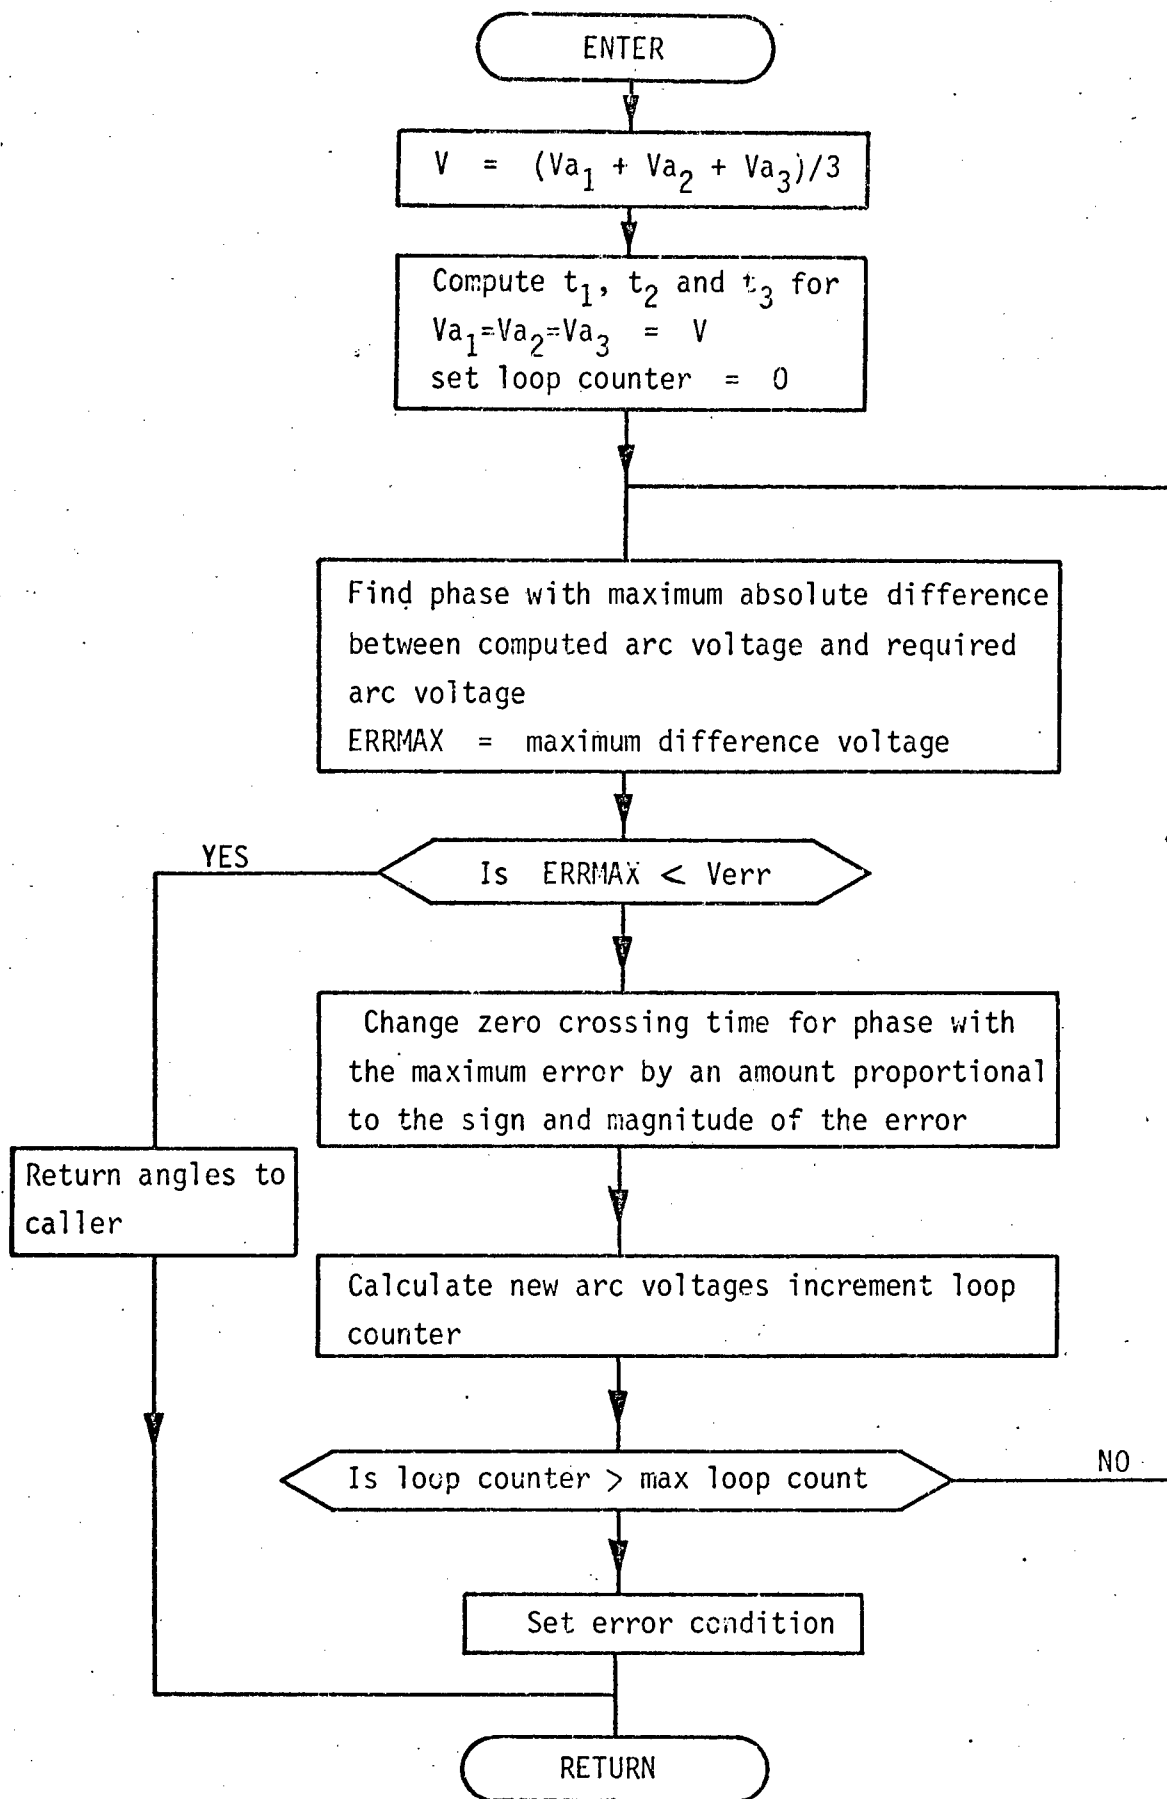 ENTER
V = (Va₁ + Va₂ + Va₃)/3
Compute t₁, t₂ and t₃ for
Va₁=Va₂=Va₃ = V
set loop counter = 0
Find phase with maximum absolute difference
between computed arc voltage and required
arc voltage
ERRMAX = maximum difference voltage
YES
Is ERRMAX < Verr
Change zero crossing time for phase with
the maximum error by an amount proportional
to the sign and magnitude of the error
Return angles to
caller
Calculate new arc voltages increment loop
counter
Is loop counter > max loop count
NO
Set error condition
RETURN